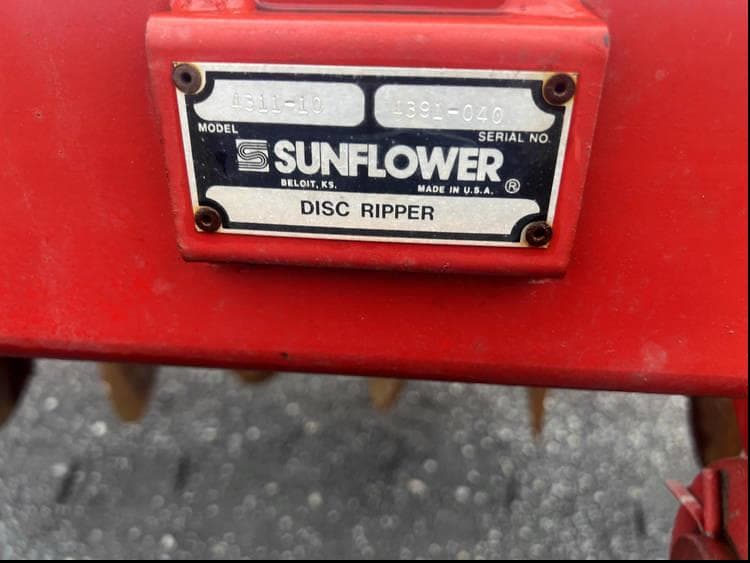 4311-10 4391-040
MODEL SERIAL NO.
SUNFLOWER
BELOIT, KS. MADE IN U.S.A. ®
DISC RIPPER